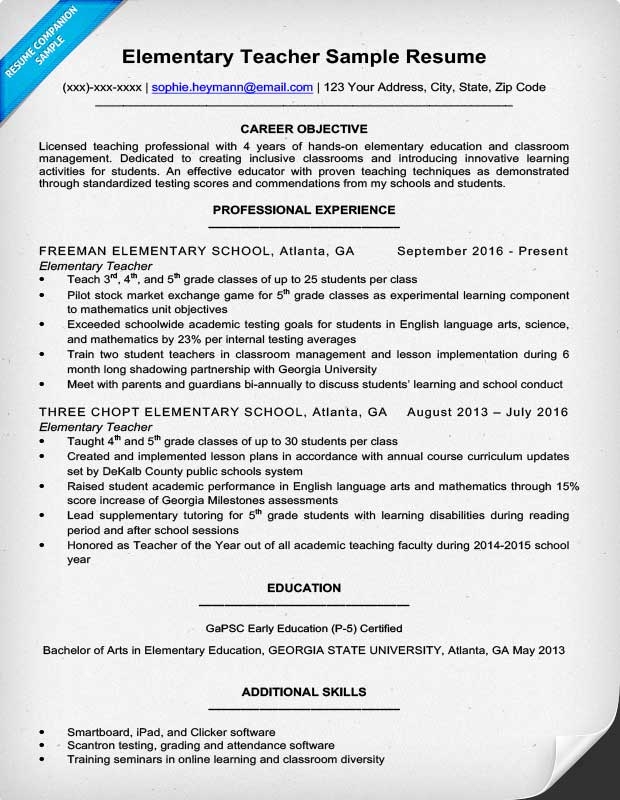 RESUME COMPANION
SAMPLE
Elementary Teacher Sample Resume
(xxx)-xxx-xxxx | sophie.heymann@email.com | 123 Your Address, City, State, Zip Code
CAREER OBJECTIVE
Licensed teaching professional with 4 years of hands-on elementary education and classroom
management. Dedicated to creating inclusive classrooms and introducing innovative learning
activities for students. An effective educator with proven teaching techniques as demonstrated
through standardized testing scores and commendations from my schools and students.
PROFESSIONAL EXPERIENCE
FREEMAN ELEMENTARY SCHOOL, Atlanta, GA September 2016 - Present
Elementary Teacher
• Teach 3rd, 4th, and 5th grade classes of up to 25 students per class
• Pilot stock market exchange game for 5th grade classes as experimental learning component
to mathematics unit objectives
• Exceeded schoolwide academic testing goals for students in English language arts, science,
and mathematics by 23% per internal testing averages
• Train two student teachers in classroom management and lesson implementation during 6
month long shadowing partnership with Georgia University
• Meet with parents and guardians bi-annually to discuss students’ learning and school conduct
THREE CHOPT ELEMENTARY SCHOOL, Atlanta, GA August 2013 – July 2016
Elementary Teacher
• Taught 4th and 5th grade classes of up to 30 students per class
• Created and implemented lesson plans in accordance with annual course curriculum updates
set by DeKalb County public schools system
• Raised student academic performance in English language arts and mathematics through 15%
score increase of Georgia Milestones assessments
• Lead supplementary tutoring for 5th grade students with learning disabilities during reading
period and after school sessions
• Honored as Teacher of the Year out of all academic teaching faculty during 2014-2015 school
year
EDUCATION
GaPSC Early Education (P-5) Certified
Bachelor of Arts in Elementary Education, GEORGIA STATE UNIVERSITY, Atlanta, GA May 2013
ADDITIONAL SKILLS
• Smartboard, iPad, and Clicker software
• Scantron testing, grading and attendance software
• Training seminars in online learning and classroom diversity